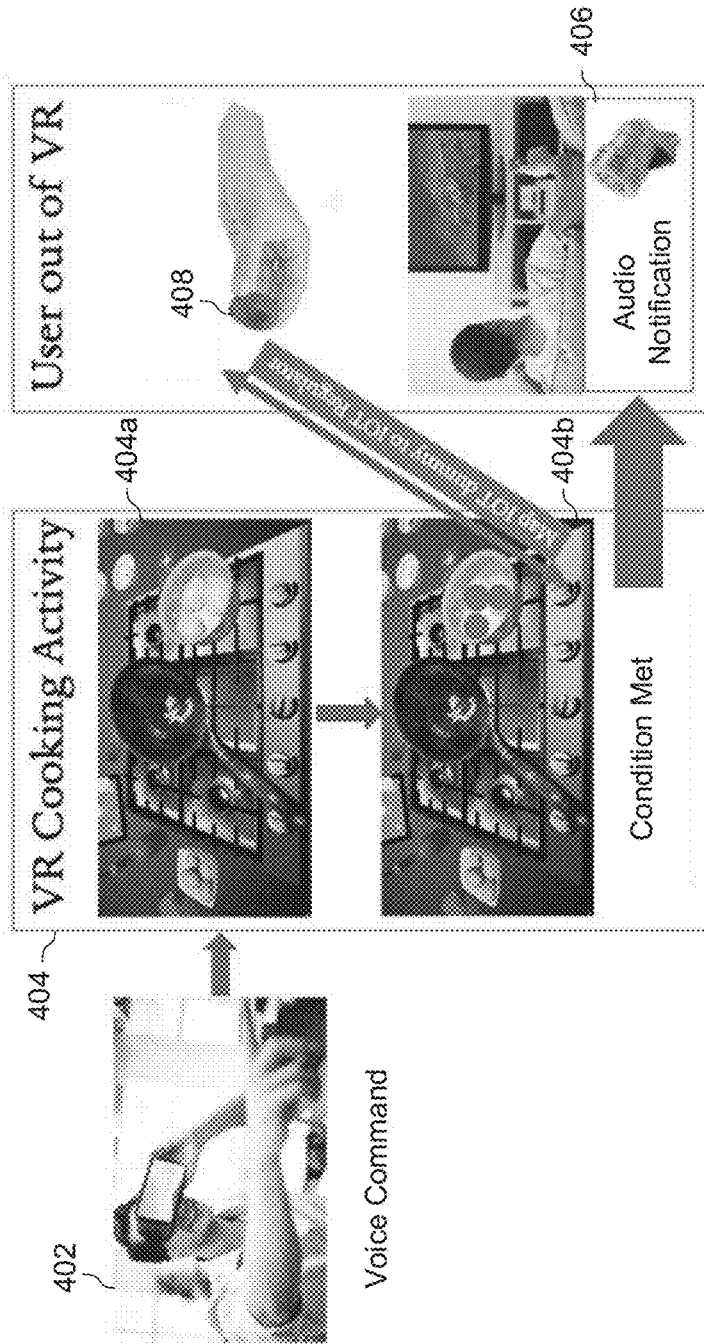 402
Voice Command
404
VR Cooking Activity
404a
404b
Condition Met
User out of VR
408
Audio
Notification
406